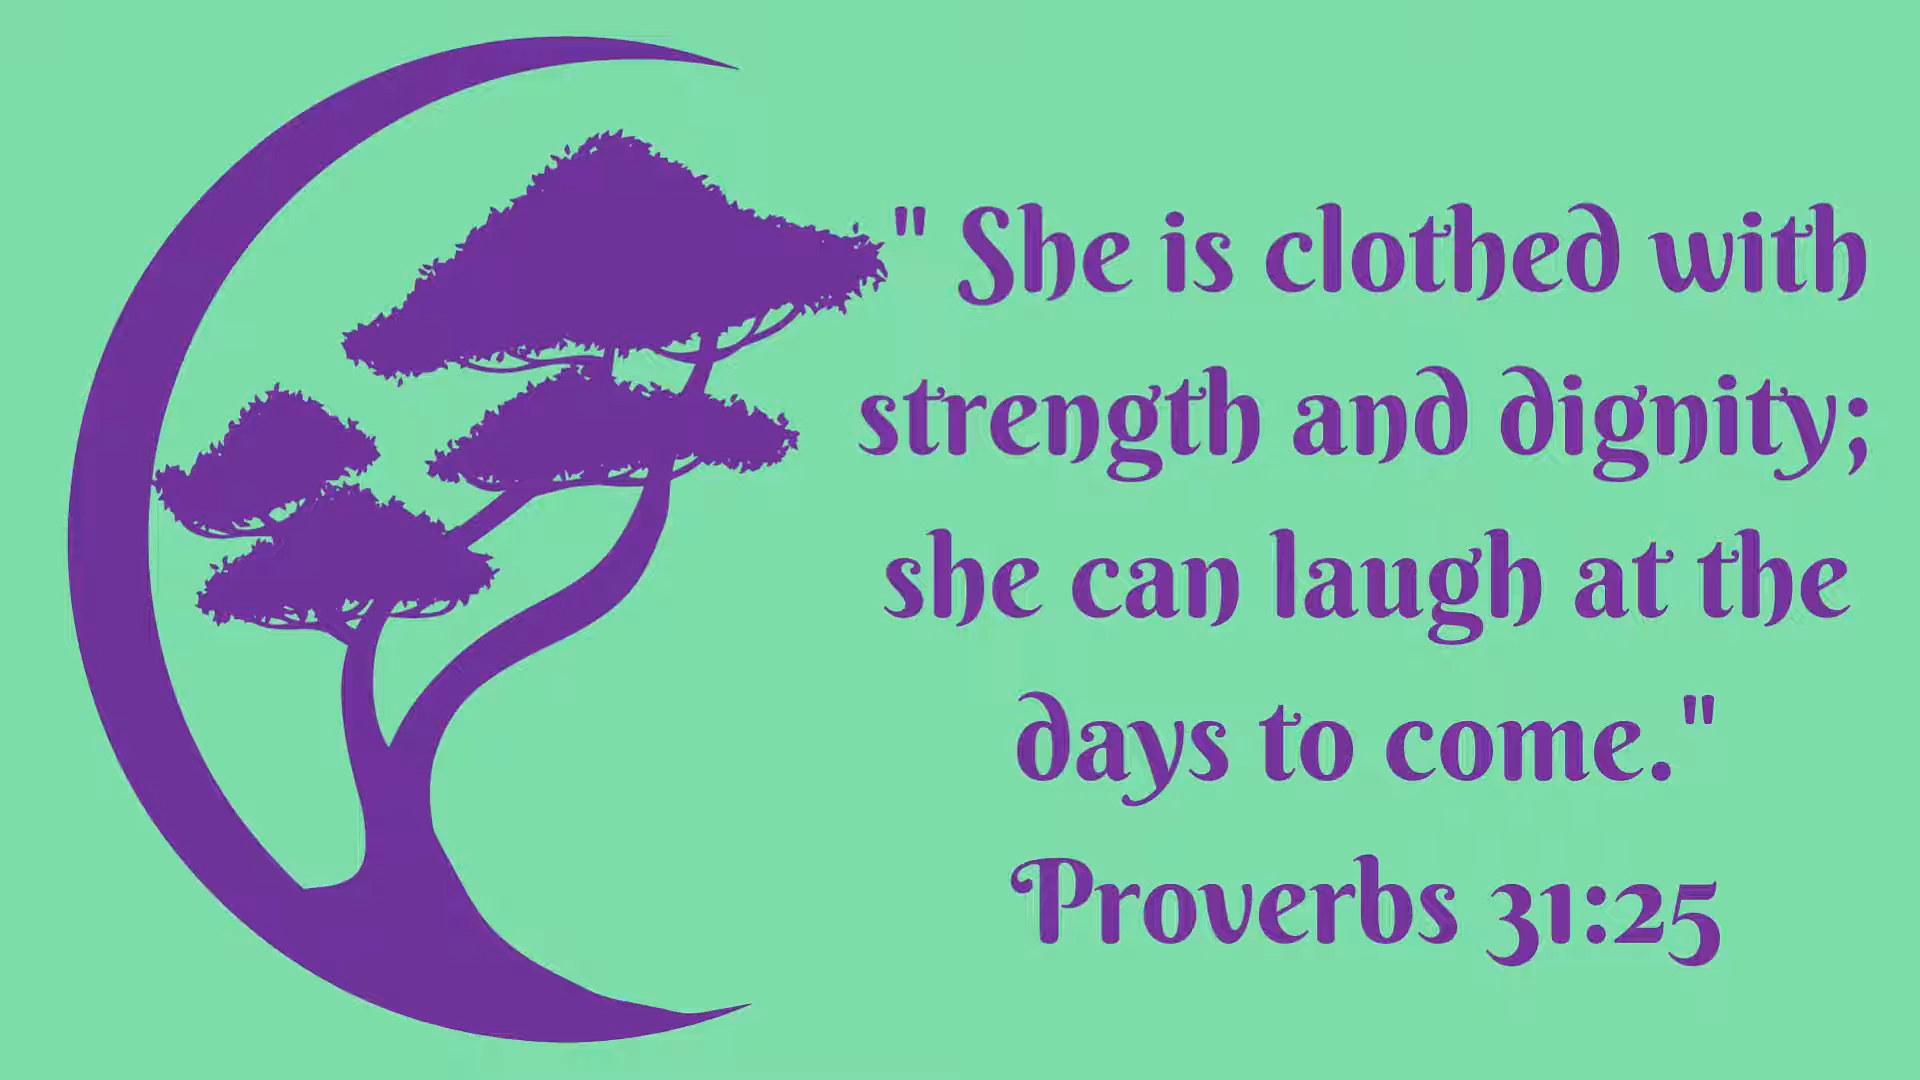 " She is clothed with
strength and dignity;
she can laugh at the
days to come."
Proverbs 31:25